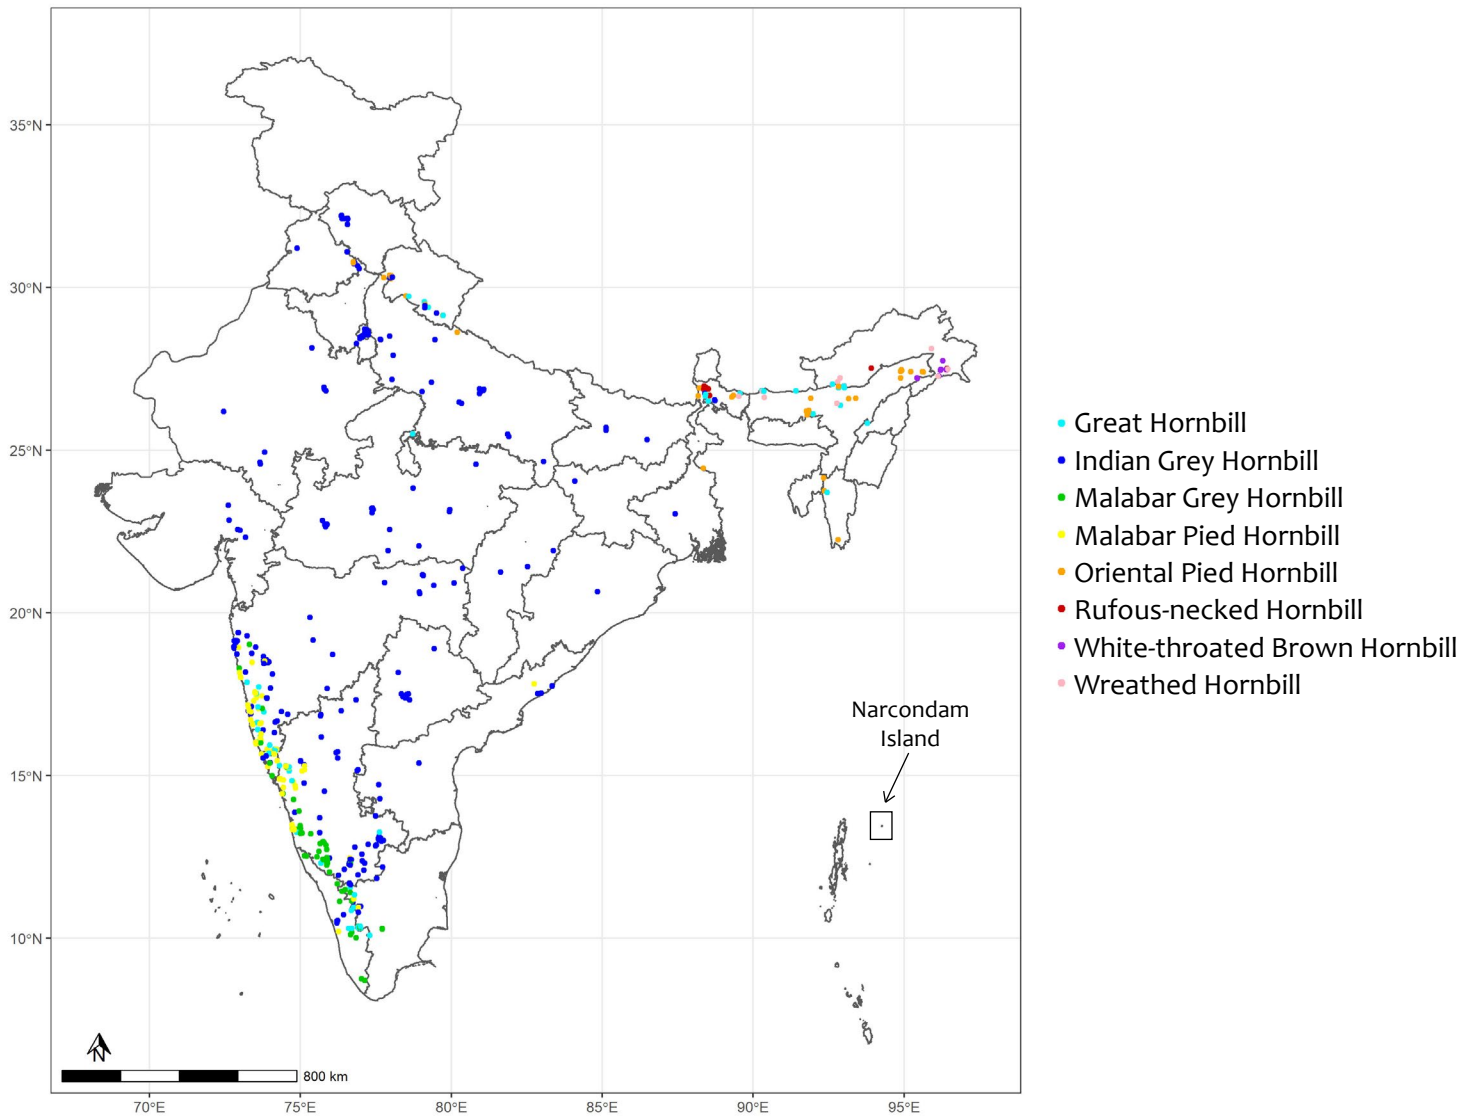 35°N
30°N
25°N
20°N
15°N
10°N
Great Hornbill
Indian Grey Hornbill
Malabar Grey Hornbill
Malabar Pied Hornbill
Oriental Pied Hornbill
Rufous-necked Hornbill
White-throated Brown Hornbill
Wreathed Hornbill
Narcondam
Island
N
800 km
70°E
75°E
80°E
85°E
90°E
95°E